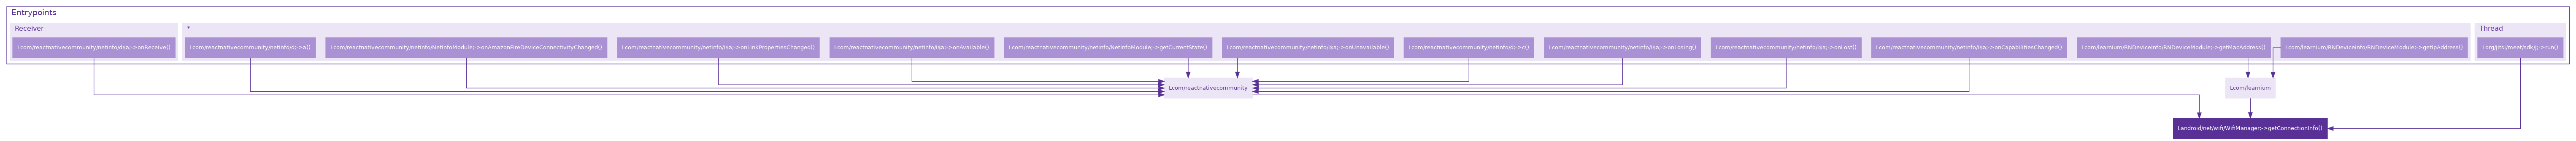 Entrypoints
Receiver
*
Lcom/reactnativecommunity/netinfo/d$a;->onReceive()
Lcom/reactnativecommunity/netinfo/d;->a()
Lcom/reactnativecommunity/netinfo/NetInfoModule;->onAmazonFireDeviceConnectivityChanged()
Lcom/reactnativecommunity/netinfo/i$a;->onLinkPropertiesChanged()
Lcom/reactnativecommunity/netinfo/i$a;->onAvailable()
Lcom/reactnativecommunity/netinfo/NetInfoModule;->getCurrentState()
Lcom/reactnativecommunity/netinfo/i$a;->onUnavailable()
Lcom/reactnativecommunity/netinfo/d;->c()
Lcom/reactnativecommunity/netinfo/i$a;->onLosing()
Lcom/reactnativecommunity/netinfo/i$a;->onLost()
Lcom/reactnativecommunity/netinfo/i$a;->onCapabilitiesChanged()
Lcom/learnium/RNDeviceInfo/RNDeviceModule;->getMacAddress()
Lcom/learnium/RNDeviceInfo/RNDeviceModule;->getIpAddress()
Thread
Lorg/jitsi/meet/sdk/j;->run()
Lcom/reactnativecommunity
Lcom/learnium
Landroid/net/wifi/WifiManager;->getConnectionInfo()